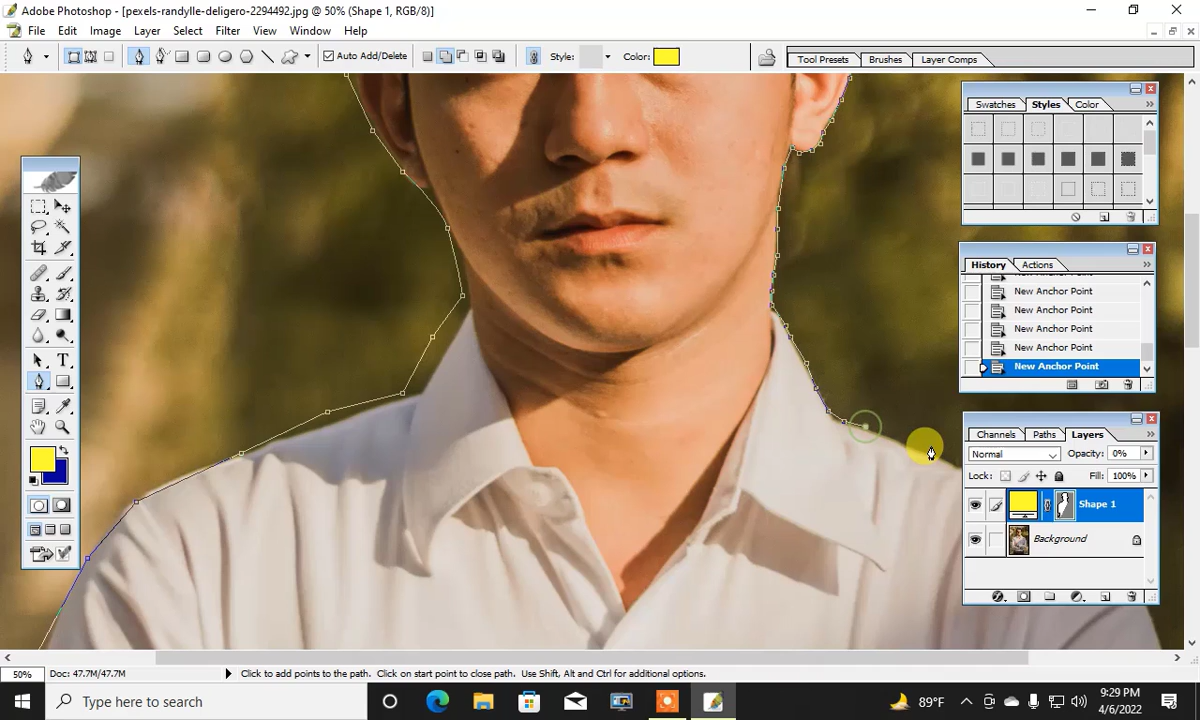 Adobe Photoshop - [pexels-randylle-deligero-2294492.jpg @ 50% (Shape 1, RGB/8)]
File Edit Image Layer Select Filter View Window Help
Auto Add/Delete Style: Color: Tool Presets Brushes Layer Comps
Swatches Styles Color
History Actions
New Anchor Point
New Anchor Point
New Anchor Point
New Anchor Point
New Anchor Point
Channels Paths Layers
Normal Opacity: 0%
Lock: Fill: 100%
Shape 1
Background
50% Doc: 47.7M/47.7M Click to add points to the path. Click on start point to close path. Use Shift, Alt and Ctrl for additional options.
Type here to search 89°F 9:29 PM
4/6/2022